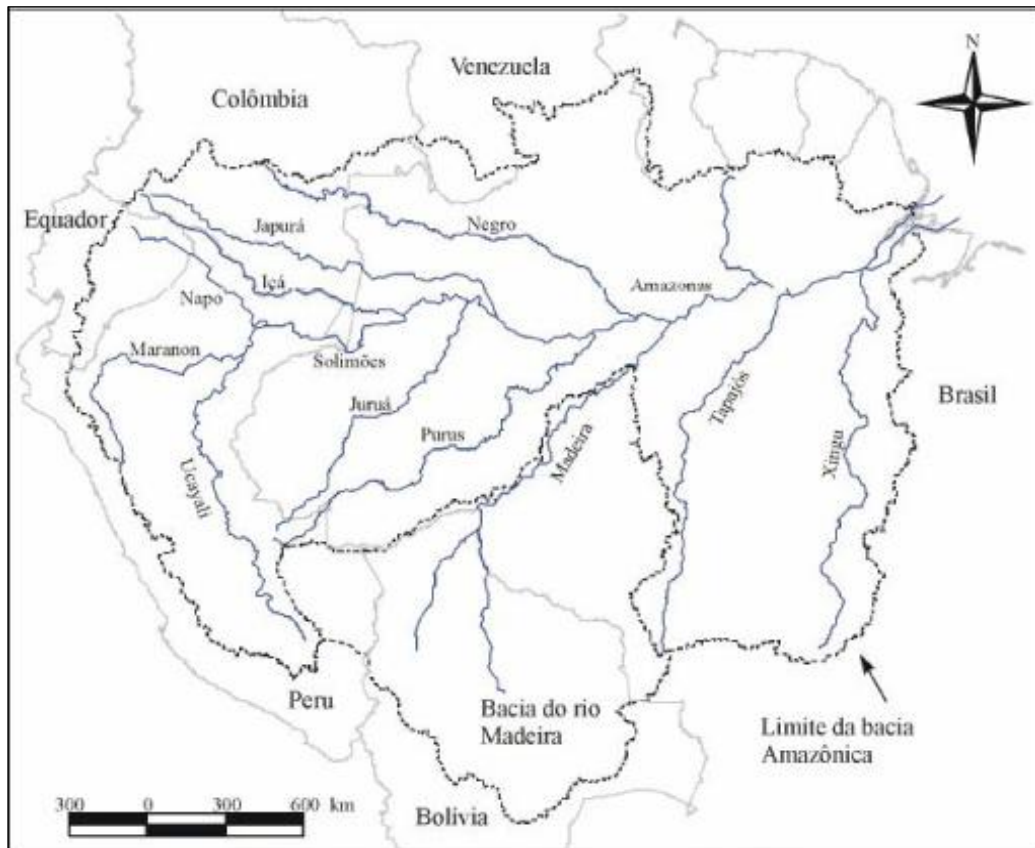 Venezuela
N
Colômbia
Equador
Japurá
Negro
Içá
Napo
Amazonas
Maranon
Solimões
Brasil
Juruá
Tapajós
Purus
Madeira
Xingu
Ucayali
Peru
Bacia do rio
Madeira
Limite da bacia
Amazônica
300 0 300 600 km
Bolívia